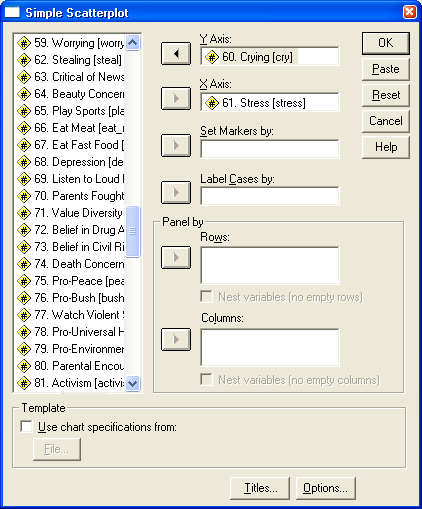 Simple Scatterplot
59. Worrying [worry
62. Stealing [steal]
63. Critical of News
64. Beauty Concern
65. Play Sports [pla
66. Eat Meat [eat_r
67. Eat Fast Food [
68. Depression [de
69. Listen to Loud I
70. Parents Fought
71. Value Diversity
72. Belief in Drug A
73. Belief in Civil Ri
74. Death Concern
75. Pro-Peace [pea
76. Pro-Bush [bush
77. Watch Violent S
78. Pro-Universal H
79. Pro-Environme
80. Parental Encou
81. Activism [activis
Y Axis:
60. Crying [cry]
X Axis:
61. Stress [stress]
Set Markers by:
Label Cases by:
Panel by
Rows:
Nest variables (no empty rows)
Columns:
Nest variables (no empty columns)
OK
Paste
Reset
Cancel
Help
Template
Use chart specifications from:
File...
Titles...
Options...